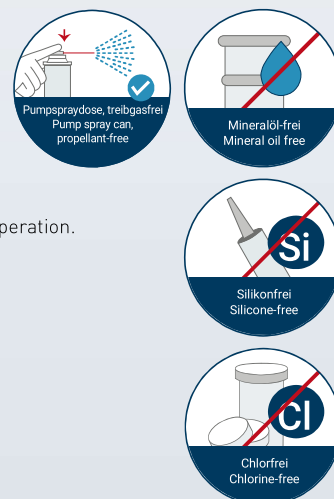 Pumpspraydose, treibgasfrei
Pump spray can,
propellant-free
Mineralöl-frei
Mineral oil free
peration.
Si
Silikonfrei
Silicone-free
Cl
Chlorfrei
Chlorine-free